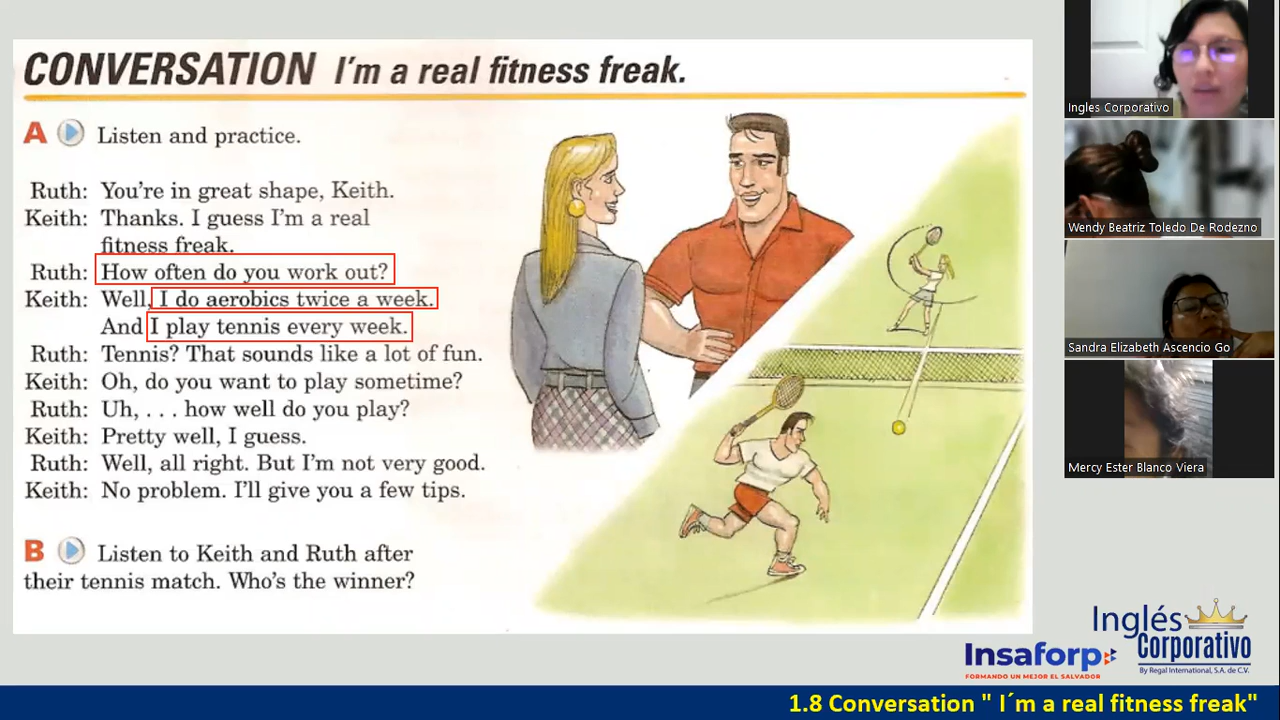 CONVERSATION I'm a real fitness freak.
A Listen and practice.
Ruth: You're in great shape, Keith.
Keith: Thanks. I guess I'm a real
fitness freak.
Ruth: How often do you work out?
Keith: Well, I do aerobics twice a week.
And I play tennis every week.
Ruth: Tennis? That sounds like a lot of fun.
Keith: Oh, do you want to play sometime?
Ruth: Uh, . . . how well do you play?
Keith: Pretty well, I guess.
Ruth: Well, all right. But I'm not very good.
Keith: No problem. I'll give you a few tips.
B Listen to Keith and Ruth after
their tennis match. Who's the winner?
Ingles Corporativo
Wendy Beatriz Toledo De Rodezno
Sandra Elizabeth Ascencio Go
Mercy Ester Blanco Viera
Insaforp
FORMANDO UN MEJOR EL SALVADOR
Inglés
Corporativo
By Regal International, S.A. de C.V.
1.8 Conversation " I´m a real fitness freak"